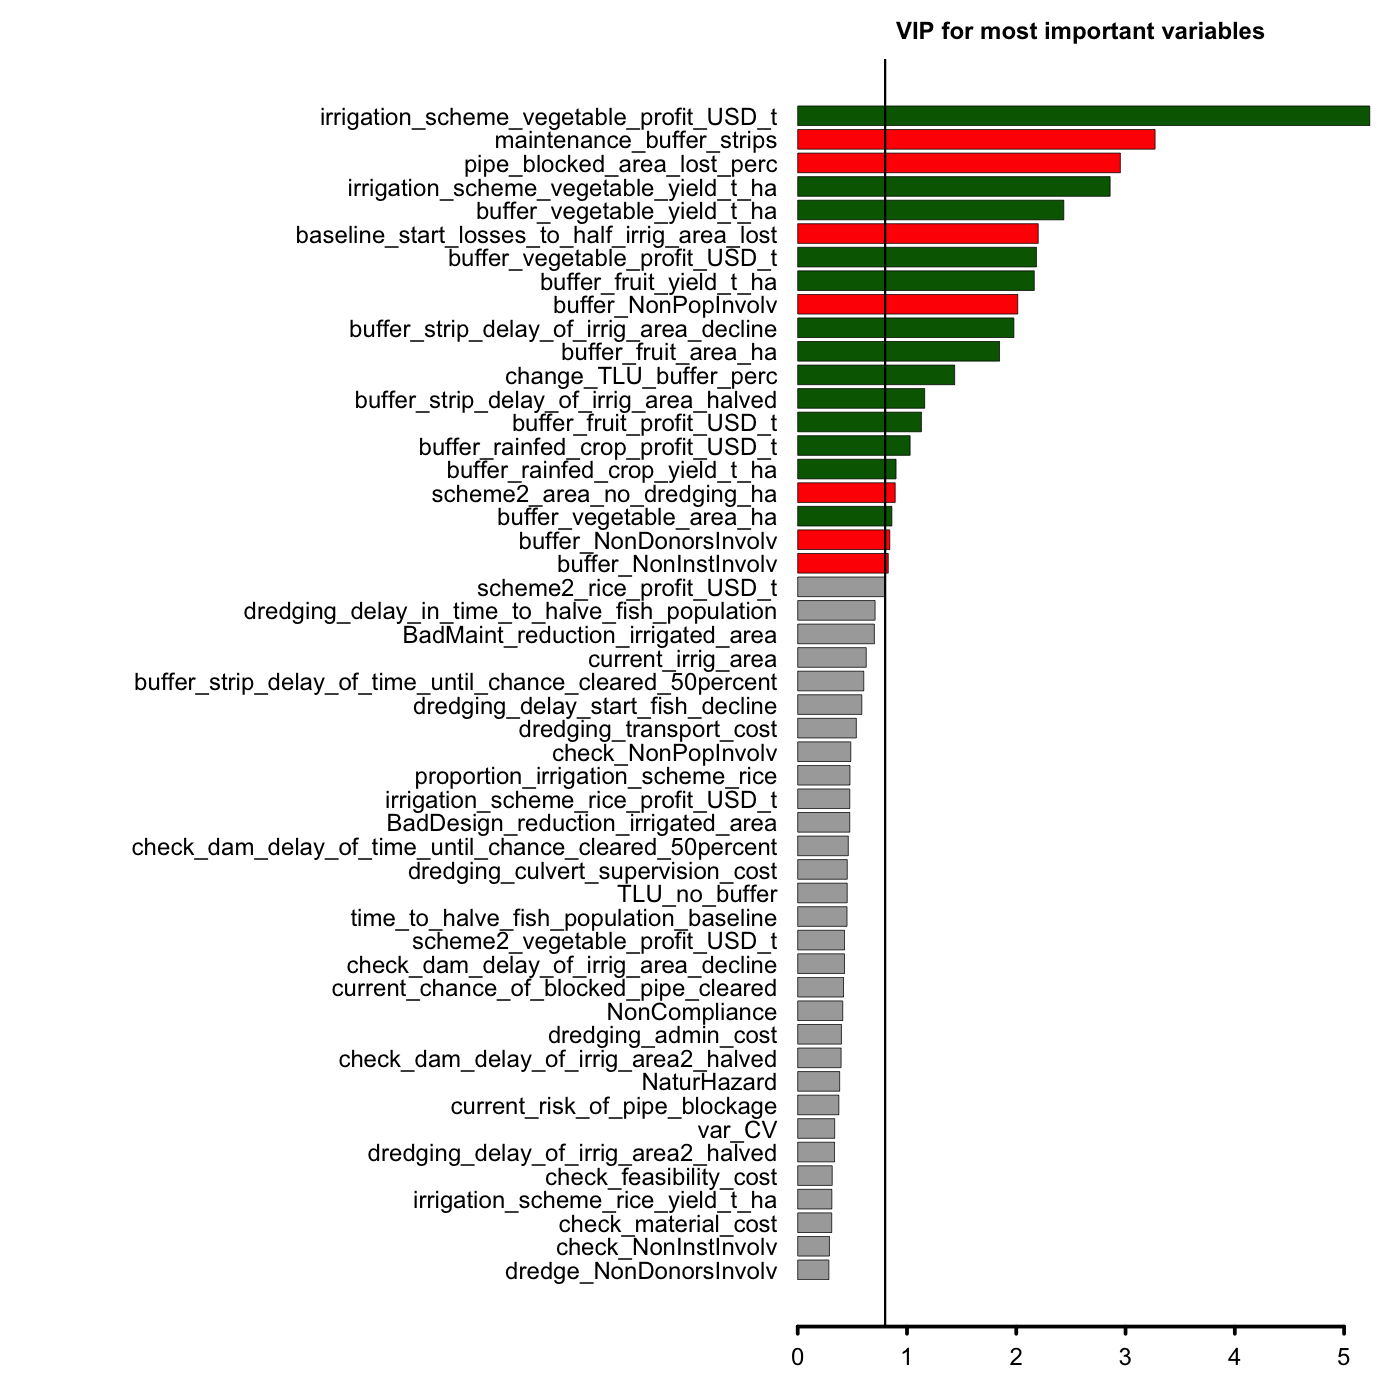 VIP for most important variables
irrigation_scheme_vegetable_profit_USD_t
maintenance_buffer_strips
pipe_blocked_area_lost_perc
irrigation_scheme_vegetable_yield_t_ha
buffer_vegetable_yield_t_ha
baseline_start_losses_to_half_irrig_area_lost
buffer_vegetable_profit_USD_t
buffer_fruit_yield_t_ha
buffer_NonPopInvolv
buffer_strip_delay_of_irrig_area_decline
buffer_fruit_area_ha
change_TLU_buffer_perc
buffer_strip_delay_of_irrig_area_halved
buffer_fruit_profit_USD_t
buffer_rainfed_crop_profit_USD_t
buffer_rainfed_crop_yield_t_ha
scheme2_area_no_dredging_ha
buffer_vegetable_area_ha
buffer_NonDonorsInvolv
buffer_NonInstInvolv
scheme2_rice_profit_USD_t
dredging_delay_in_time_to_halve_fish_population
BadMaint_reduction_irrigated_area
current_irrig_area
buffer_strip_delay_of_time_until_chance_cleared_50percent
dredging_delay_start_fish_decline
dredging_transport_cost
check_NonPopInvolv
proportion_irrigation_scheme_rice
irrigation_scheme_rice_profit_USD_t
BadDesign_reduction_irrigated_area
check_dam_delay_of_time_until_chance_cleared_50percent
dredging_culvert_supervision_cost
TLU_no_buffer
time_to_halve_fish_population_baseline
scheme2_vegetable_profit_USD_t
check_dam_delay_of_irrig_area_decline
current_chance_of_blocked_pipe_cleared
NonCompliance
dredging_admin_cost
check_dam_delay_of_irrig_area2_halved
NaturHazard
current_risk_of_pipe_blockage
var_CV
dredging_delay_of_irrig_area2_halved
check_feasibility_cost
irrigation_scheme_rice_yield_t_ha
check_material_cost
check_NonInstInvolv
dredge_NonDonorsInvolv
0 1 2 3 4 5